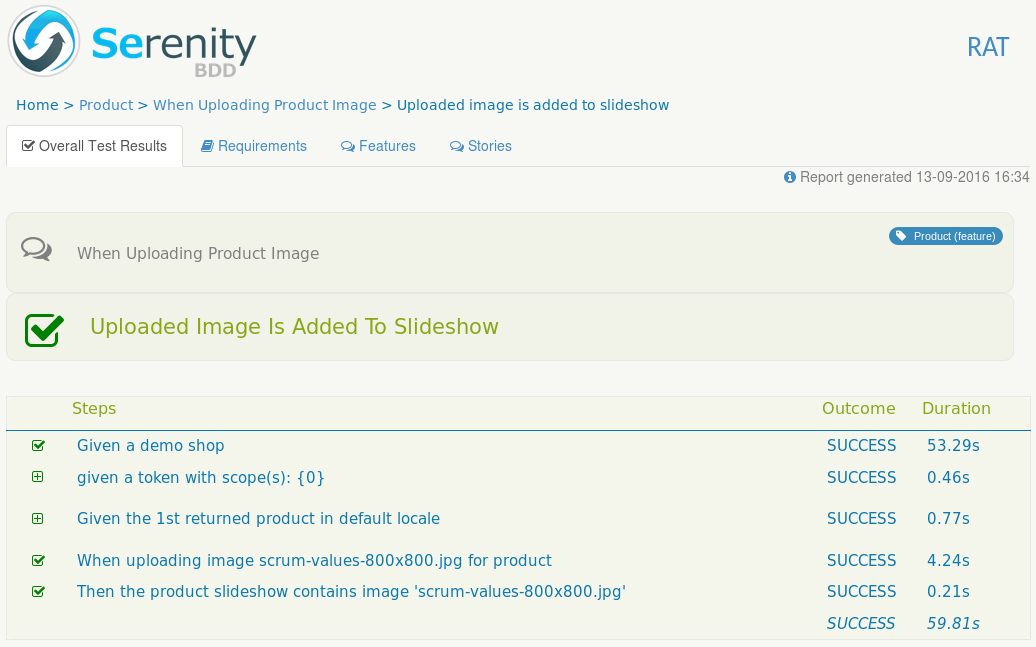 Serenity
BDD
RAT
Home > Product > When Uploading Product Image > Uploaded image is added to slideshow
Overall Test Results Requirements Features Stories
Report generated 13-09-2016 16:34
Product (feature)
When Uploading Product Image
Uploaded Image Is Added To Slideshow
Steps Outcome Duration
Given a demo shop SUCCESS 53.29s
given a token with scope(s): {0} SUCCESS 0.46s
Given the 1st returned product in default locale SUCCESS 0.77s
When uploading image scrum-values-800x800.jpg for product SUCCESS 4.24s
Then the product slideshow contains image 'scrum-values-800x800.jpg' SUCCESS 0.21s
SUCCESS 59.81s